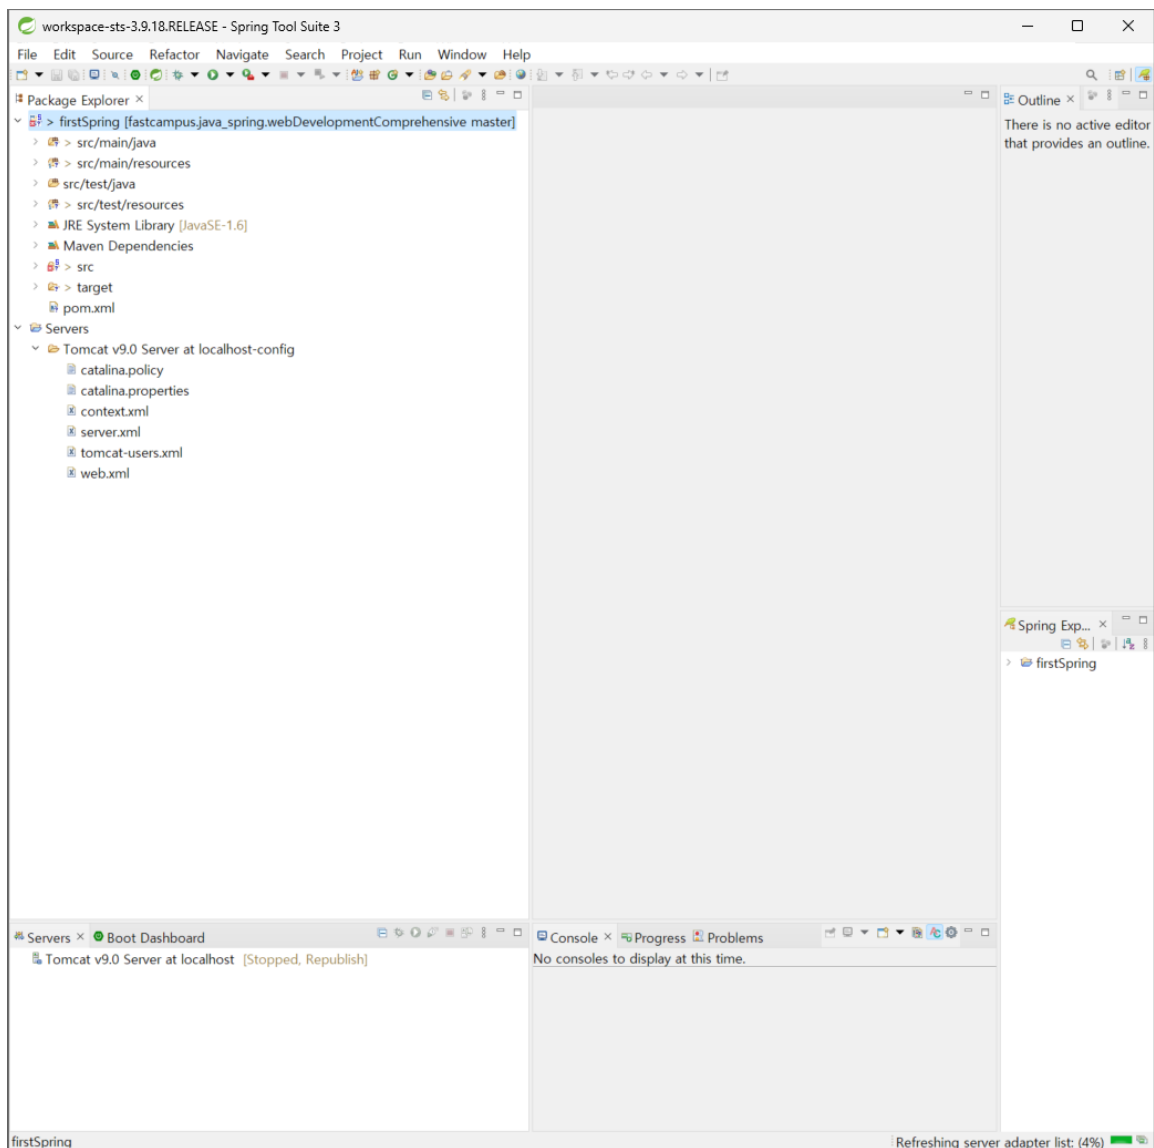 workspace-sts-3.9.18.RELEASE - Spring Tool Suite 3
File Edit Source Refactor Navigate Search Project Run Window Help
Package Explorer
> firstSpring [fastcampus.java_spring.webDevelopmentComprehensive master]
> src/main/java
> src/main/resources
src/test/java
> src/test/resources
JRE System Library [JavaSE-1.6]
Maven Dependencies
> src
> target
pom.xml
Servers
Tomcat v9.0 Server at localhost-config
catalina.policy
catalina.properties
context.xml
server.xml
tomcat-users.xml
web.xml
Outline
There is no active editor
that provides an outline.
Spring Exp...
firstSpring
Servers Boot Dashboard
Tomcat v9.0 Server at localhost [Stopped, Republish]
Console Progress Problems
No consoles to display at this time.
firstSpring
Refreshing server adapter list: (4%)